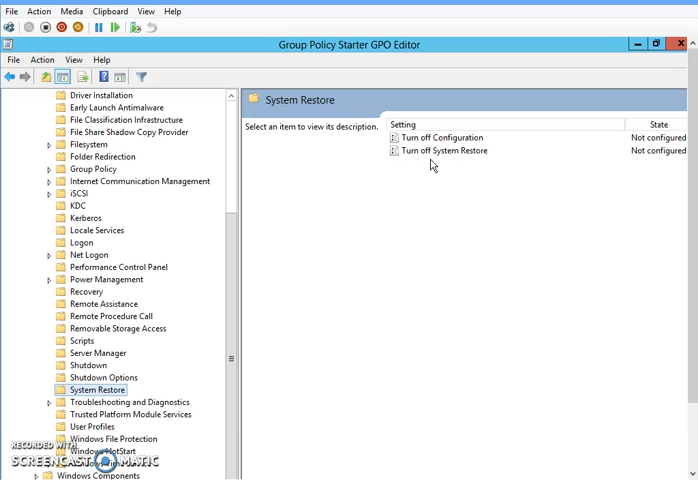 File Action Media Clipboard View Help
Group Policy Starter GPO Editor
File Action View Help
Driver Installation
Early Launch Antimalware
File Classification Infrastructure
File Share Shadow Copy Provider
Filesystem
Folder Redirection
Group Policy
Internet Communication Management
iSCSI
KDC
Kerberos
Locale Services
Logon
Net Logon
Performance Control Panel
Power Management
Recovery
Remote Assistance
Remote Procedure Call
Removable Storage Access
Scripts
Server Manager
Shutdown
Shutdown Options
System Restore
Troubleshooting and Diagnostics
Trusted Platform Module Services
User Profiles
Windows File Protection
Windows HotStart
Windows Components
System Restore
Select an item to view its description.
Setting State
Turn off Configuration Not configured
Turn off System Restore Not configured
RECORDED WITH
SCREENCAST MATIC